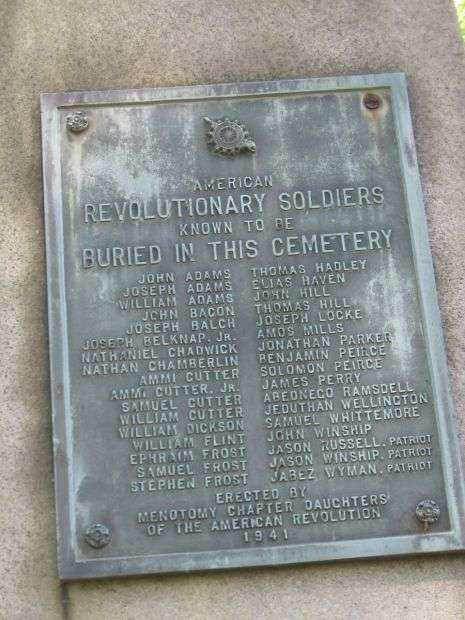 AMERICAN
REVOLUTIONARY SOLDIERS
KNOWN TO BE
BURIED IN THIS CEMETERY
JOHN ADAMS
JOSEPH ADAMS
WILLIAM ADAMS
JOHN BACON
JOSEPH BALCH
JOSEPH BELKNAP, JR.
NATHANIEL CHADWICK
NATHAN CHAMBERLIN
AMMI CUTTER
AMMI CUTTER, JR.
SAMUEL CUTTER
WILLIAM CUTTER
WILLIAM DICKSON
WILLIAM FLINT
EPHRAIM FROST
SAMUEL FROST
STEPHEN FROST
THOMAS HADLEY
ELIAS HAVEN
JOHN HILL
THOMAS HILL
JOSEPH LOCKE
AMOS MILLS
JONATHAN PARKER
BENJAMIN PEIRCE
SOLOMON PEIRCE
JAMES PERRY
ABEDNEGO RAMSDELL
JEDUTHAN WELLINGTON
SAMUEL WHITTEMORE
JOHN WINSHIP
JASON RUSSELL, PATRIOT
JASON WINSHIP, PATRIOT
JABEZ WYMAN, PATRIOT
ERECTED BY
MENOTOMY CHAPTER DAUGHTERS
OF THE AMERICAN REVOLUTION
1941